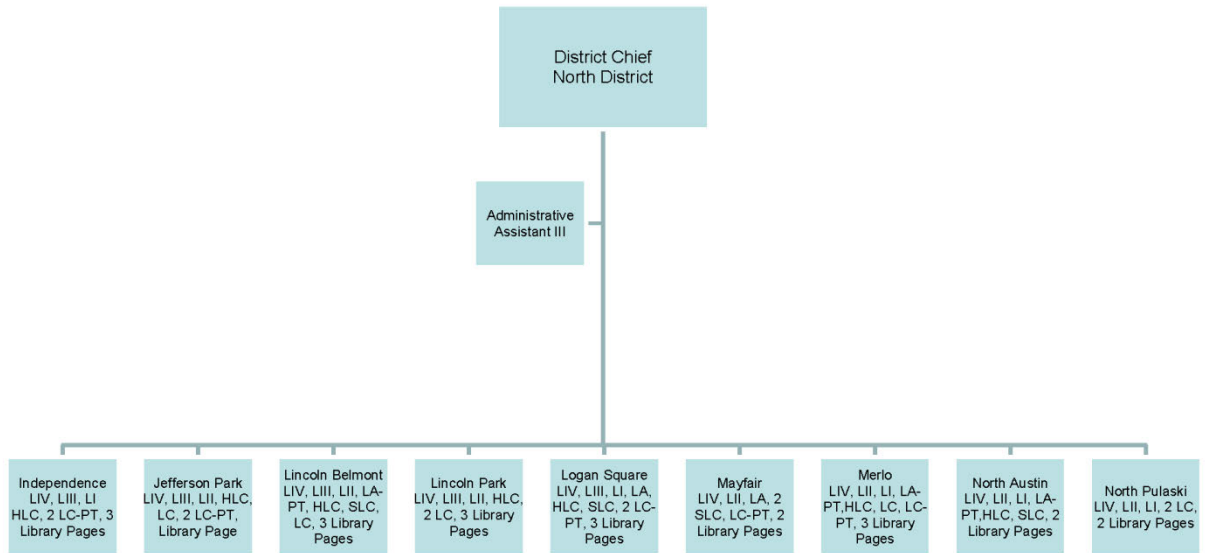 District Chief
North District
Administrative
Assistant III
Independence
LIV, LIII, LI
HLC, 2 LC-PT, 3
Library Pages
Jefferson Park
LIV, LIII, LII, HLC,
LC, 2 LC-PT,
Library Page
Lincoln Belmont
LIV, LIII, LII, LA-
PT, HLC, SLC,
LC, 3 Library
Pages
Lincoln Park
LIV, LIII, LII, HLC,
2 LC, 3 Library
Pages
Logan Square
LIV, LIII, LI, LA,
HLC, SLC, 2 LC-
PT, 3 Library
Pages
Mayfair
LIV, LII, LA, 2
SLC, LC-PT, 2
Library Pages
Merlo
LIV, LII, LI, LA-
PT,HLC, LC, LC-
PT, 3 Library
Pages
North Austin
LIV, LII, LI, LA-
PT,HLC, SLC, 2
Library Pages
North Pulaski
LIV, LII, LI, 2 LC,
2 Library Pages